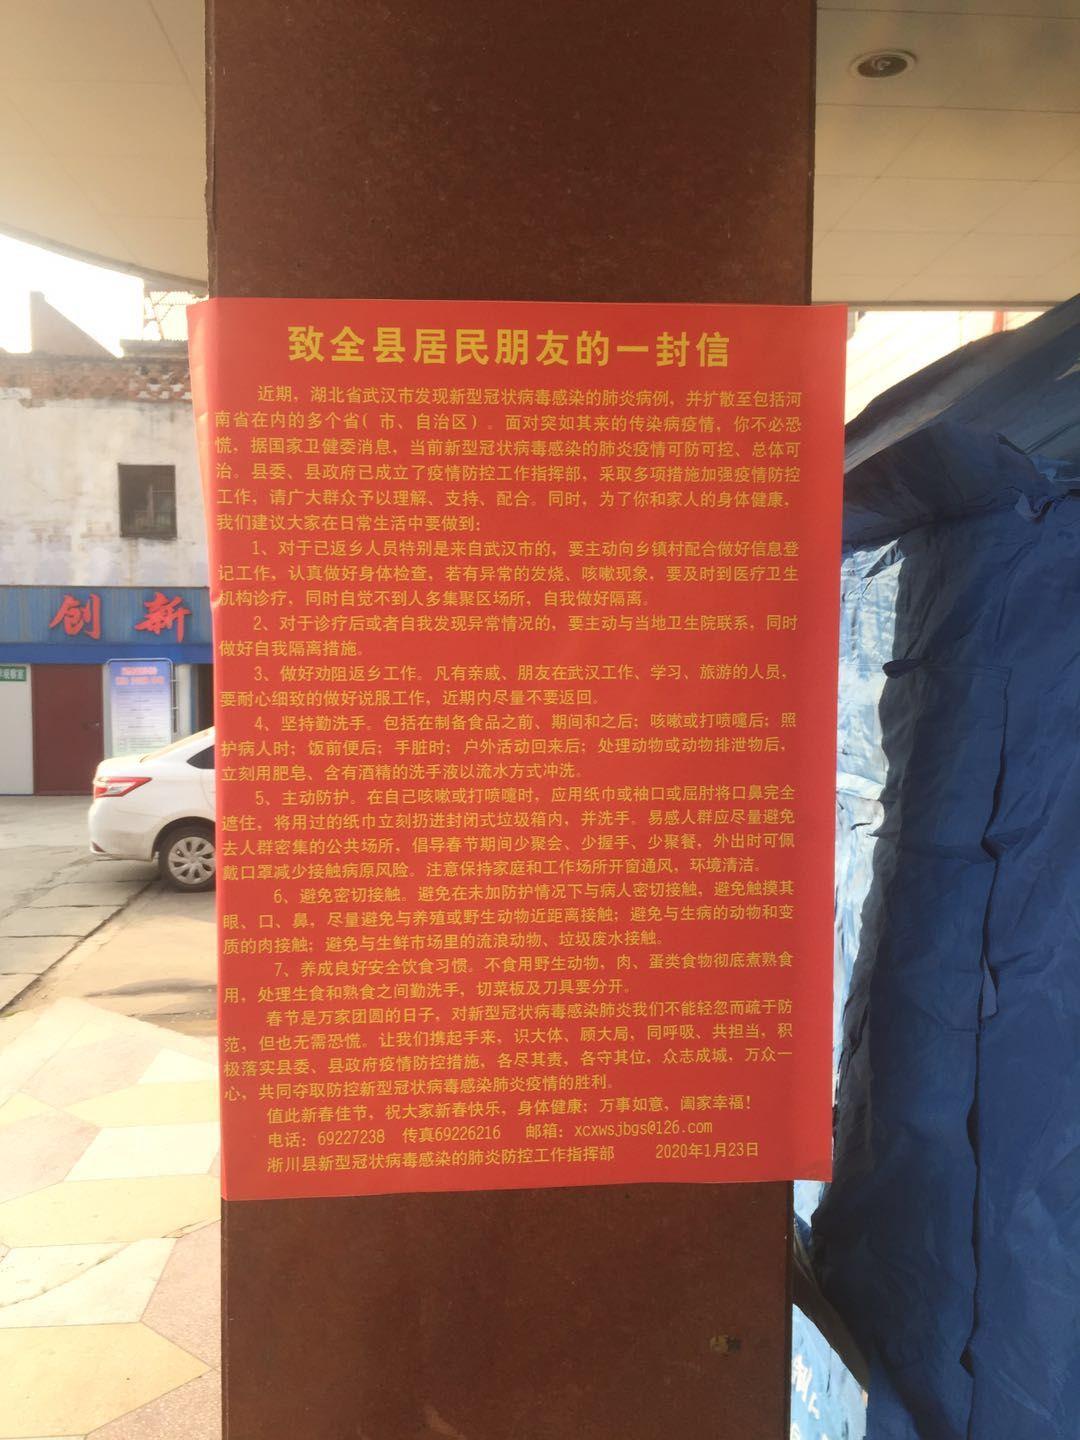 致全县居民朋友的一封信
近期，湖北省武汉市发现新型冠状病毒感染的肺炎病例，并扩散至包括河
南省在内的多个省（市、自治区）。面对突如其来的传染病疫情，你不必恐
慌，据国家卫健委消息，当前新型冠状病毒感染的肺炎疫情可防可控、总体可
治。县委、县政府已成立了疫情防控工作指挥部，采取多项措施加强疫情防控
工作，请广大群众予以理解、支持、配合。同时，为了你和家人的身体健康，
我们建议大家在日常生活中要做到：
1、对于已返乡人员特别是来自武汉市的，要主动向乡镇村配合做好信息登
记工作，认真做好身体检查，若有异常的发烧、咳嗽现象，要及时到医疗卫生
机构诊疗，同时自觉不到人多集聚区场所，自我做好隔离。
2、对于诊疗后或者自我发现异常情况的，要主动与当地卫生院联系，同时
做好自我隔离措施。
3、做好劝阻返乡工作。凡有亲戚、朋友在武汉工作、学习、旅游的人员，
要耐心细致的做好说服工作，近期内尽量不要返回。
4、坚持勤洗手。包括在制备食品之前、期间和之后；咳嗽或打喷嚏后；照
护病人时；饭前便后；手脏时；户外活动回来后；处理动物或动物排泄物后，
立刻用肥皂、含有酒精的洗手液以流水方式冲洗。
5、主动防护。在自己咳嗽或打喷嚏时，应用纸巾或袖口或屈肘将口鼻完全
遮住，将用过的纸巾立刻扔进封闭式垃圾箱内，并洗手。易感人群应尽量避免
去人群密集的公共场所，倡导春节期间少聚会、少握手、少聚餐，外出时可佩
戴口罩减少接触病原风险。注意保持家庭和工作场所开窗通风，环境清洁。
6、避免密切接触。避免在未加防护情况下与病人密切接触，避免触摸其
眼、口、鼻，尽量避免与养殖或野生动物近距离接触；避免与生病的动物和变
质的肉接触；避免与生鲜市场里的流浪动物、垃圾废水接触。
7、养成良好安全饮食习惯。不食用野生动物，肉、蛋类食物彻底煮熟食
用，处理生食和熟食之间勤洗手，切菜板及刀具要分开。
春节是万家团圆的日子，对新型冠状病毒感染肺炎我们不能轻忽而疏于防
范，但也无需恐慌。让我们携起手来，识大体、顾大局，同呼吸、共担当，积
极落实县委、县政府疫情防控措施，各尽其责，各守其位，众志成城，万众一
心，共同夺取防控新型冠状病毒感染肺炎疫情的胜利。
值此新春佳节，祝大家新春快乐，身体健康；万事如意，阖家幸福！
电话：69227238 传真69226216 邮箱：xcxwsjbgs@126.com
淅川县新型冠状病毒感染的肺炎防控工作指挥部 2020年1月23日
创新